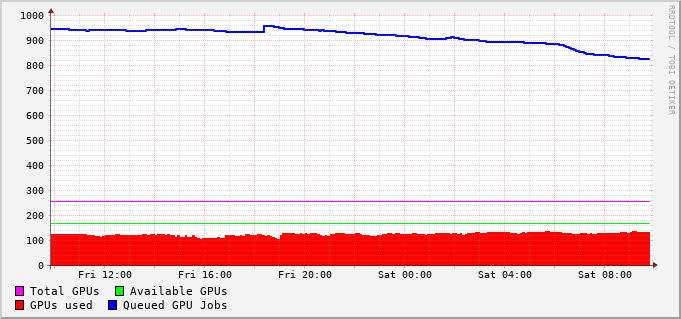 1000
900
800
700
600
500
400
300
200
100
0
Fri 12:00 Fri 16:00 Fri 20:00 Sat 00:00 Sat 04:00 Sat 08:00
Total GPUs Available GPUs
GPUs used Queued GPU Jobs
RRDTOOL / TOBI OETIKER